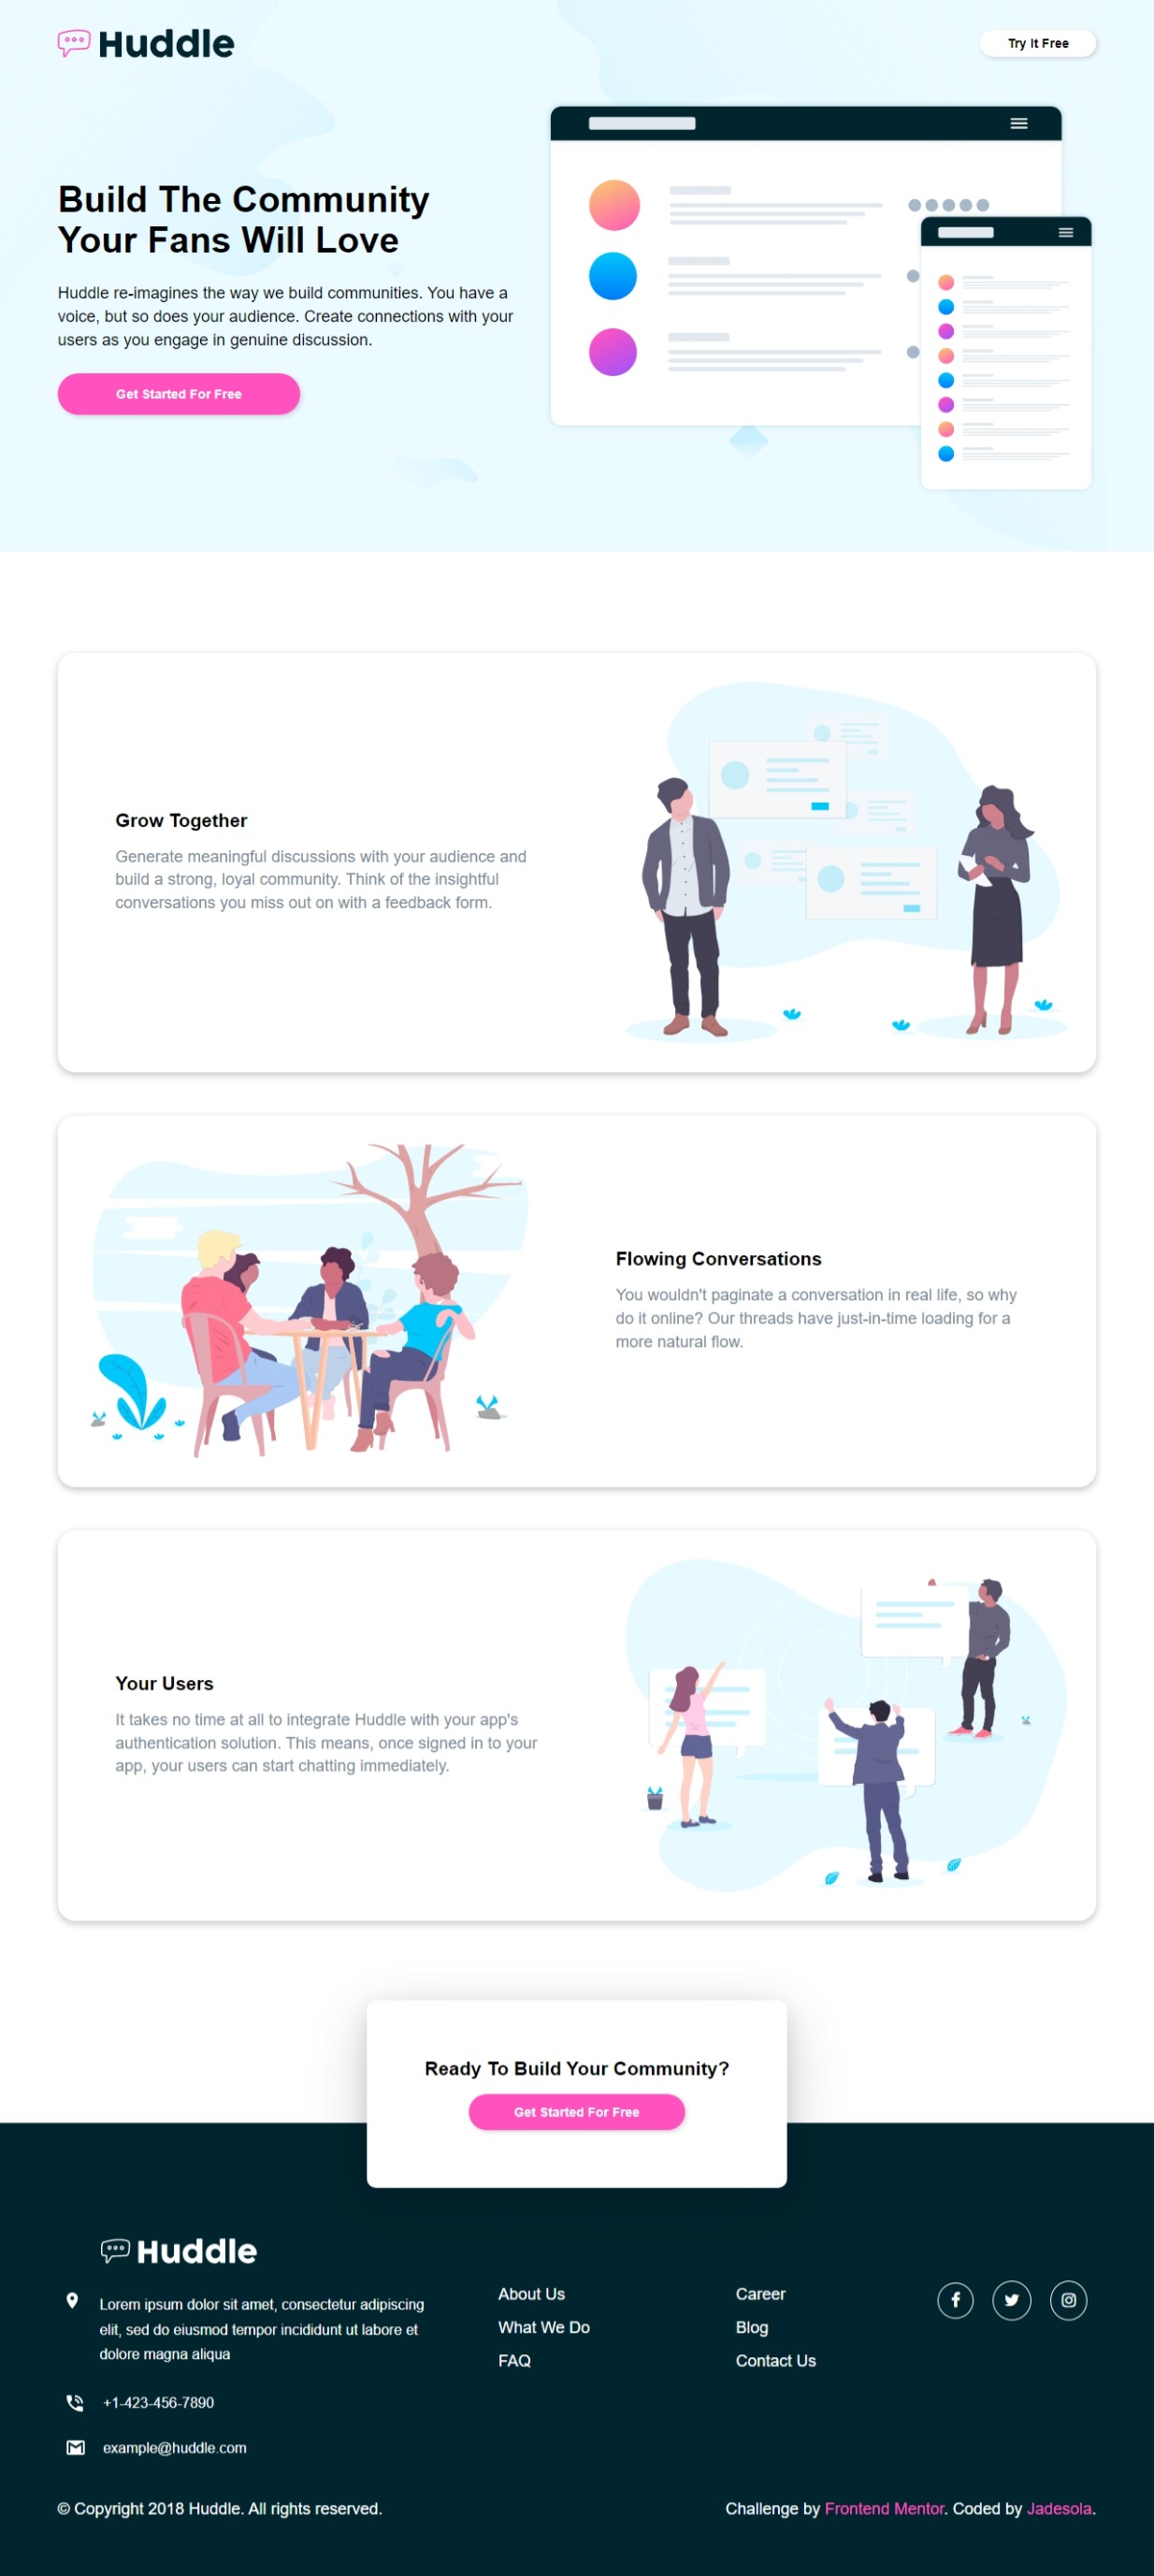 Huddle
Try It Free
Build The Community
Your Fans Will Love
Huddle re-imagines the way we build communities. You have a
voice, but so does your audience. Create connections with your
users as you engage in genuine discussion.
Get Started For Free
Grow Together
Generate meaningful discussions with your audience and
build a strong, loyal community. Think of the insightful
conversations you miss out on with a feedback form.
Flowing Conversations
You wouldn't paginate a conversation in real life, so why
do it online? Our threads have just-in-time loading for a
more natural flow.
Your Users
It takes no time at all to integrate Huddle with your app's
authentication solution. This means, once signed in to your
app, your users can start chatting immediately.
Ready To Build Your Community?
Get Started For Free
Huddle
Lorem ipsum dolor sit amet, consectetur adipiscing
elit, sed do eiusmod tempor incididunt ut labore et
dolore magna aliqua
+1-423-456-7890
example@huddle.com
About Us
What We Do
FAQ
Career
Blog
Contact Us
© Copyright 2018 Huddle. All rights reserved.
Challenge by Frontend Mentor. Coded by Jadesola.